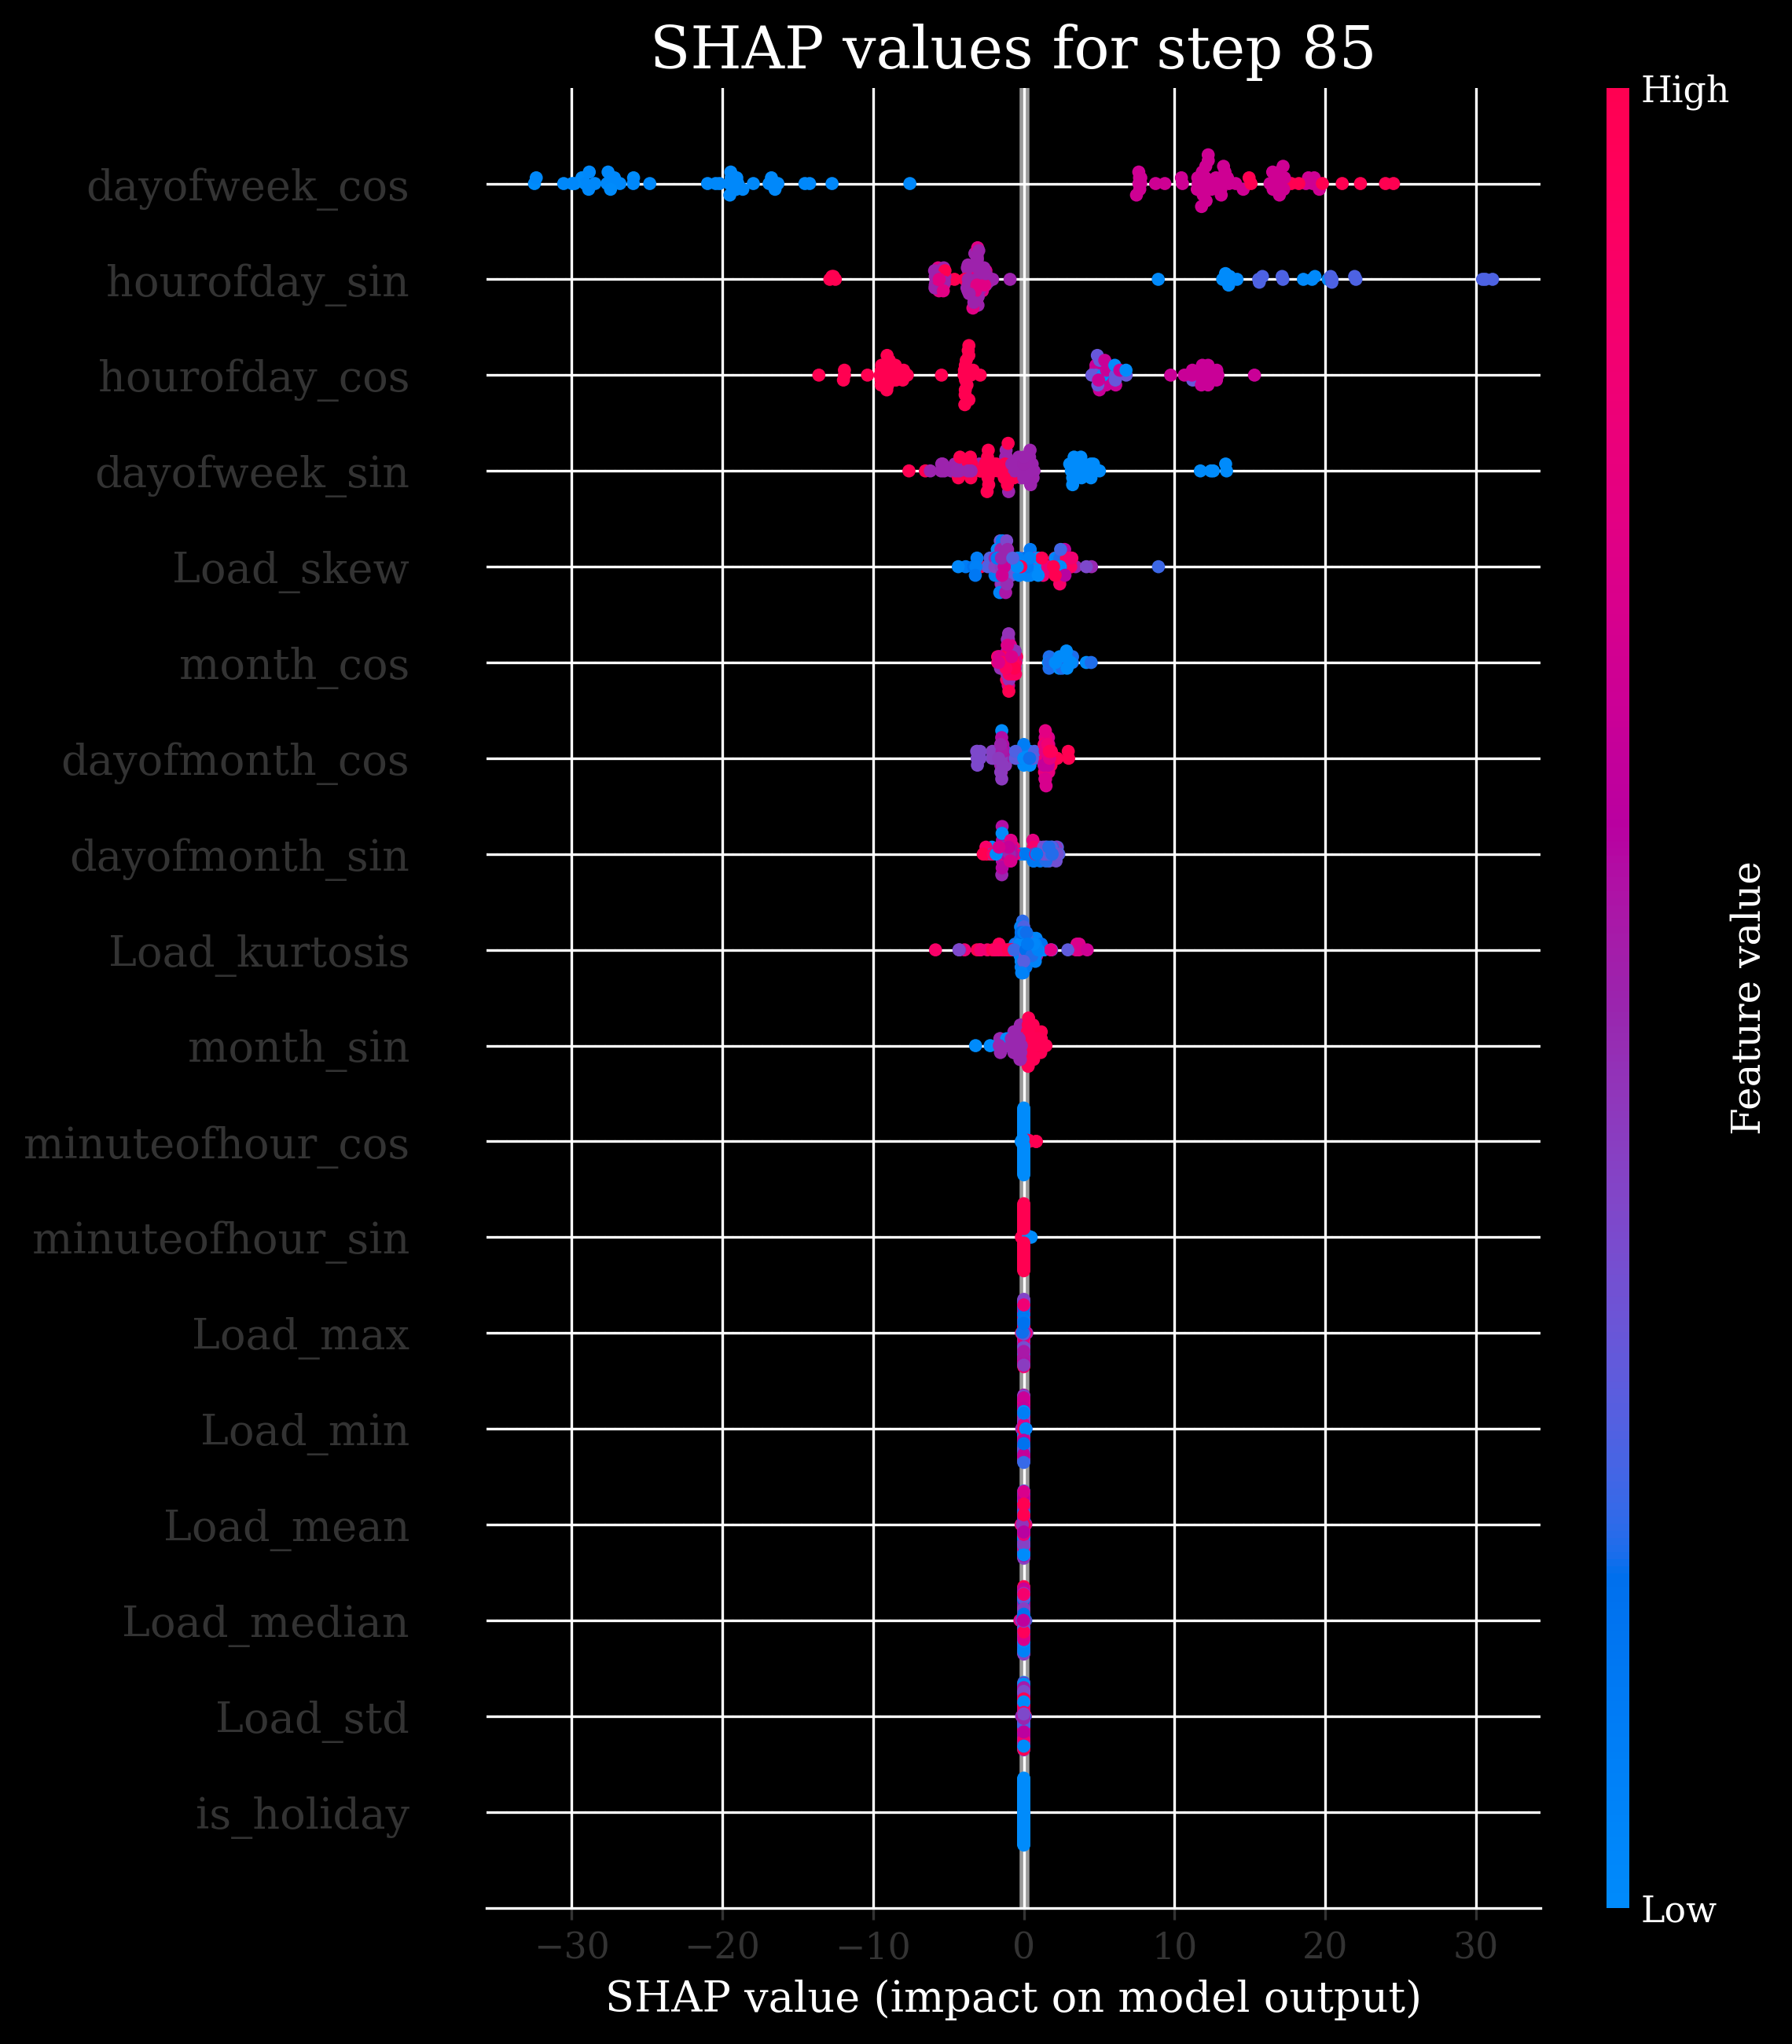 SHAP values for step 85
High
dayofweek_cos
hourofday_sin
hourofday_cos
dayofweek_sin
Load_skew
month_cos
dayofmonth_cos
dayofmonth_sin
Load_kurtosis
month_sin
minuteofhour_cos
minuteofhour_sin
Load_max
Load_min
Load_mean
Load_median
Load_std
is_holiday
Feature value
Low
−30 −20 −10 0 10 20 30
SHAP value (impact on model output)